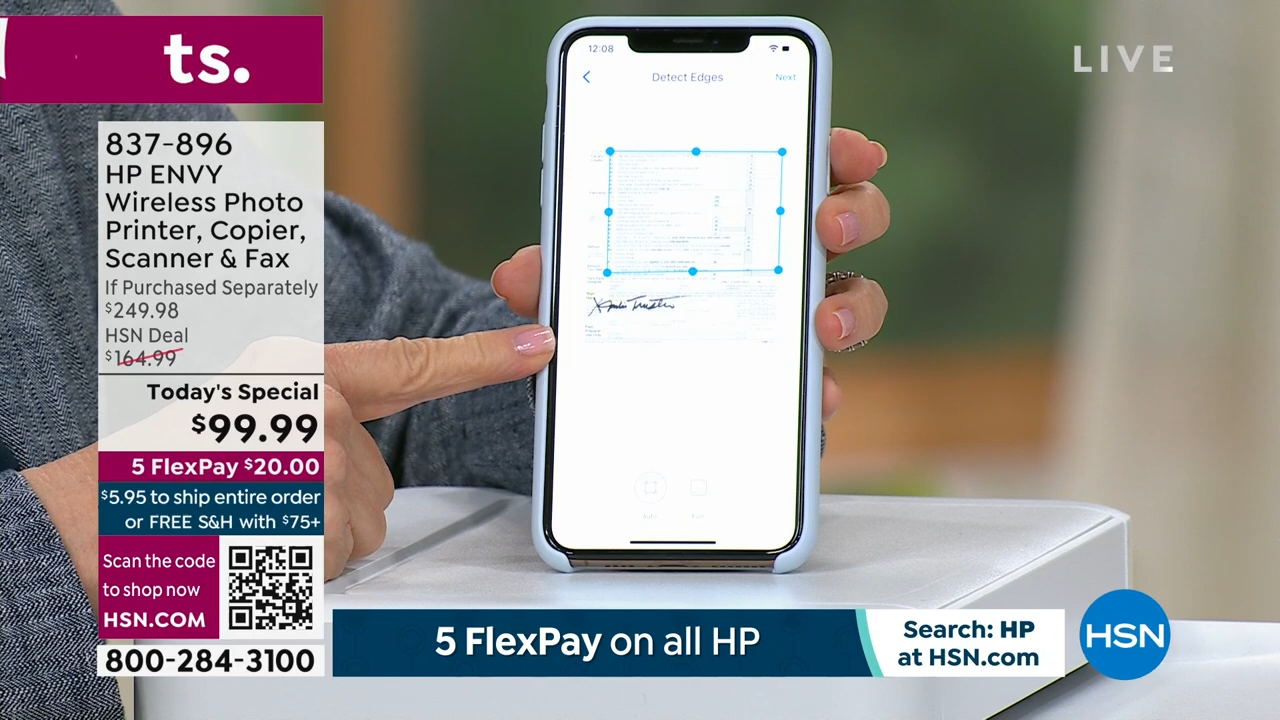 ts.
837-896
HP ENVY
Wireless Photo
Printer, Copier,
Scanner & Fax
If Purchased Separately
$249.98
HSN Deal
$164.99
Today's Special
$99.99
5 FlexPay $20.00
$5.95 to ship entire order
or FREE S&H with $75+
Scan the code
to shop now
HSN.COM
800-284-3100
12:08
Detect Edges
Next
Auto
Full
LIVE
5 FlexPay on all HP
Search: HP
at HSN.com
HSN